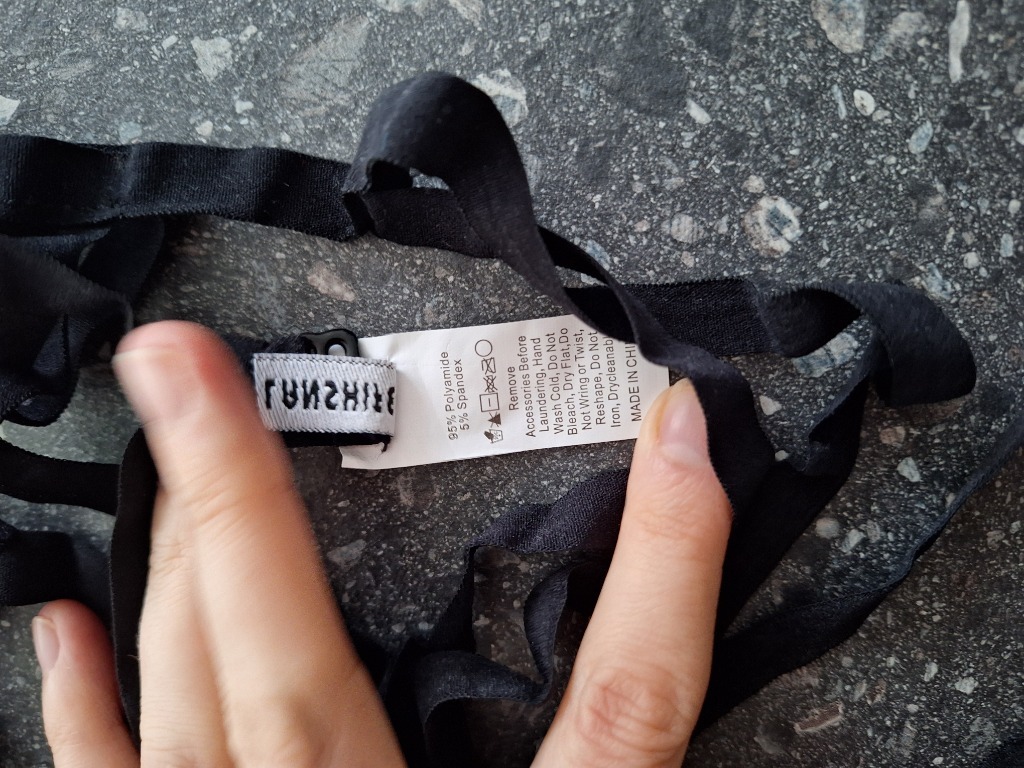 95% Polyamide
5% Spandex
Remove
Accessories Before
Laundering, Hand
Wash Cold, Do Not
Bleach, Dry Flat,Do
Not Wring or Twist,
Reshape, Do Not
Iron, Dryclean
MADE IN CHI